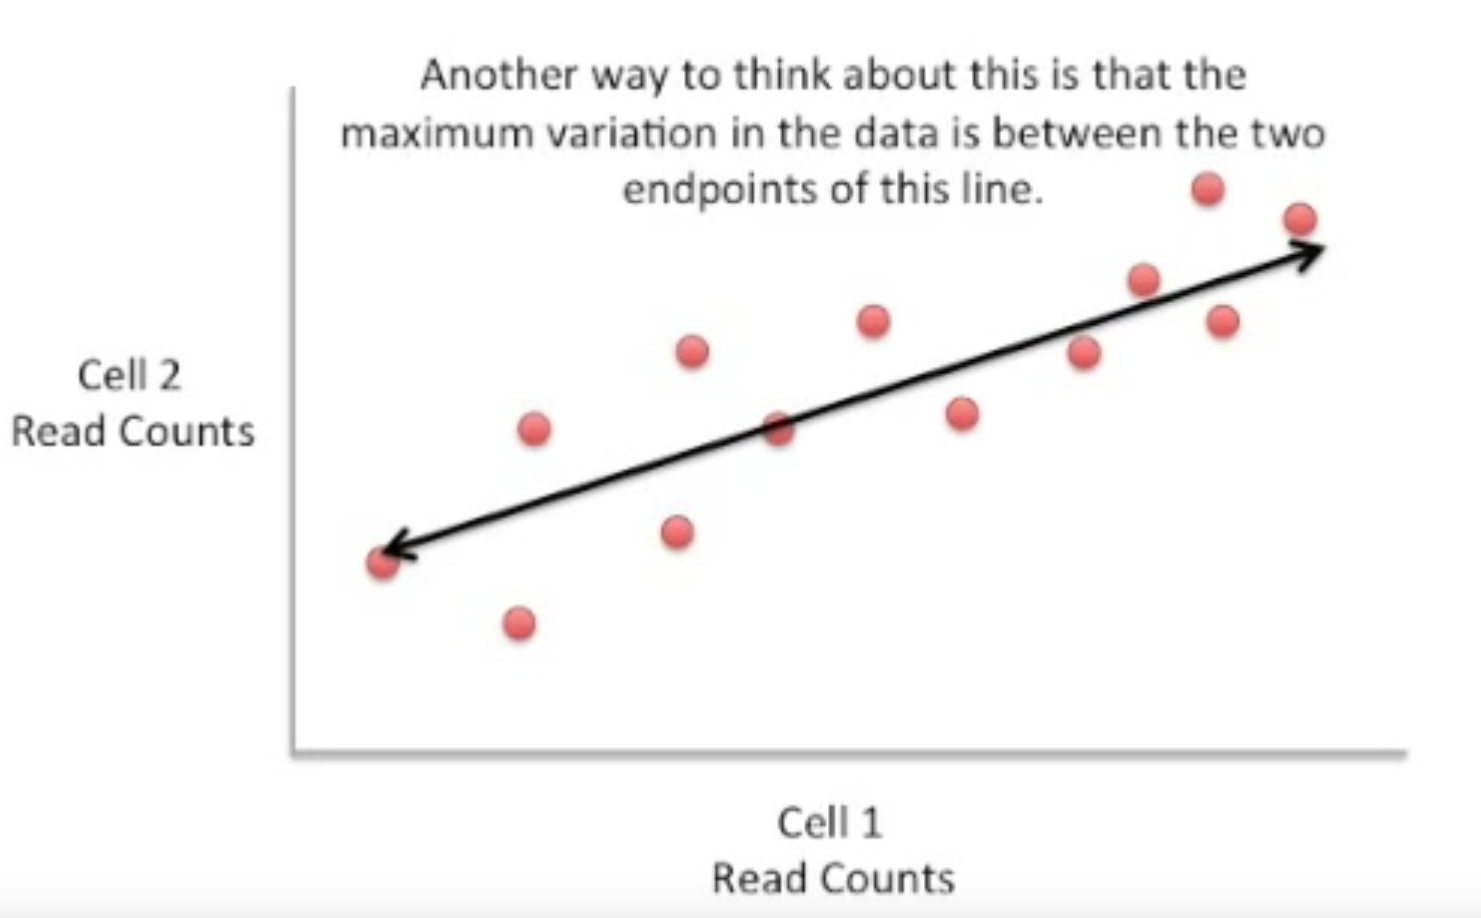 Another way to think about this is that the
maximum variation in the data is between the two
endpoints of this line.
Cell 2
Read Counts
Cell 1
Read Counts